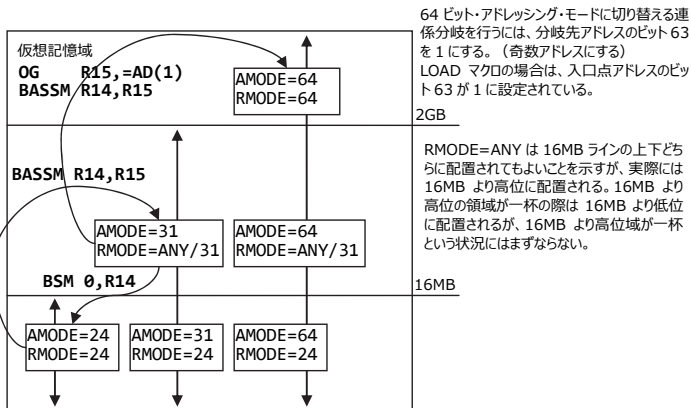 64 ビット・アドレッシング・モードに切り替える連
係分岐を行うには、分岐先アドレスのビット 63
を 1 にする。（奇数アドレスにする）
LOAD マクロの場合は、入口点アドレスのビッ
ト 63 が 1 に設定されている。
仮想記憶域
OG R15,=AD(1)
BASSM R14,R15
AMODE=64
RMODE=64
2GB
RMODE=ANY は 16MB ラインの上下どち
らに配置されてもよいことを示すが、実際には
16MB より高位に配置される。16MB より
高位の領域が一杯の際は 16MB より低位
に配置されるが、16MB より高位域が一杯
という状況にはまずならない。
BASSM R14,R15
AMODE=31
RMODE=ANY/31
AMODE=64
RMODE=ANY/31
BSM 0,R14
16MB
AMODE=24
RMODE=24
AMODE=31
RMODE=24
AMODE=64
RMODE=24